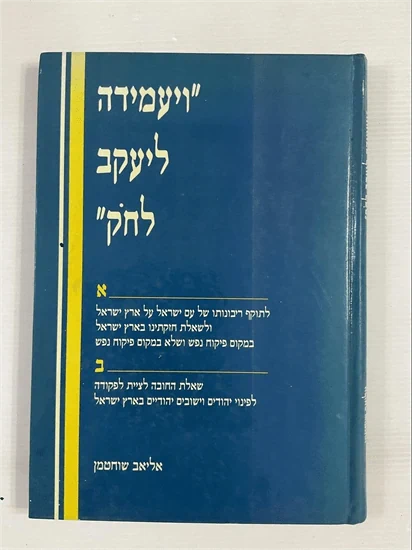 "ויעמידה
ליעקב
לחק"
א
לתוקף ריבונותו של עם ישראל על ארץ ישראל
ולשאלת חזקתינו בארץ ישראל
במקום פיקוח נפש ושלא במקום פיקוח נפש
ב
שאלת החובה לציית לפקודה
לפינוי יהודים וישובים יהודיים בארץ ישראל
אליאב שוחטמן